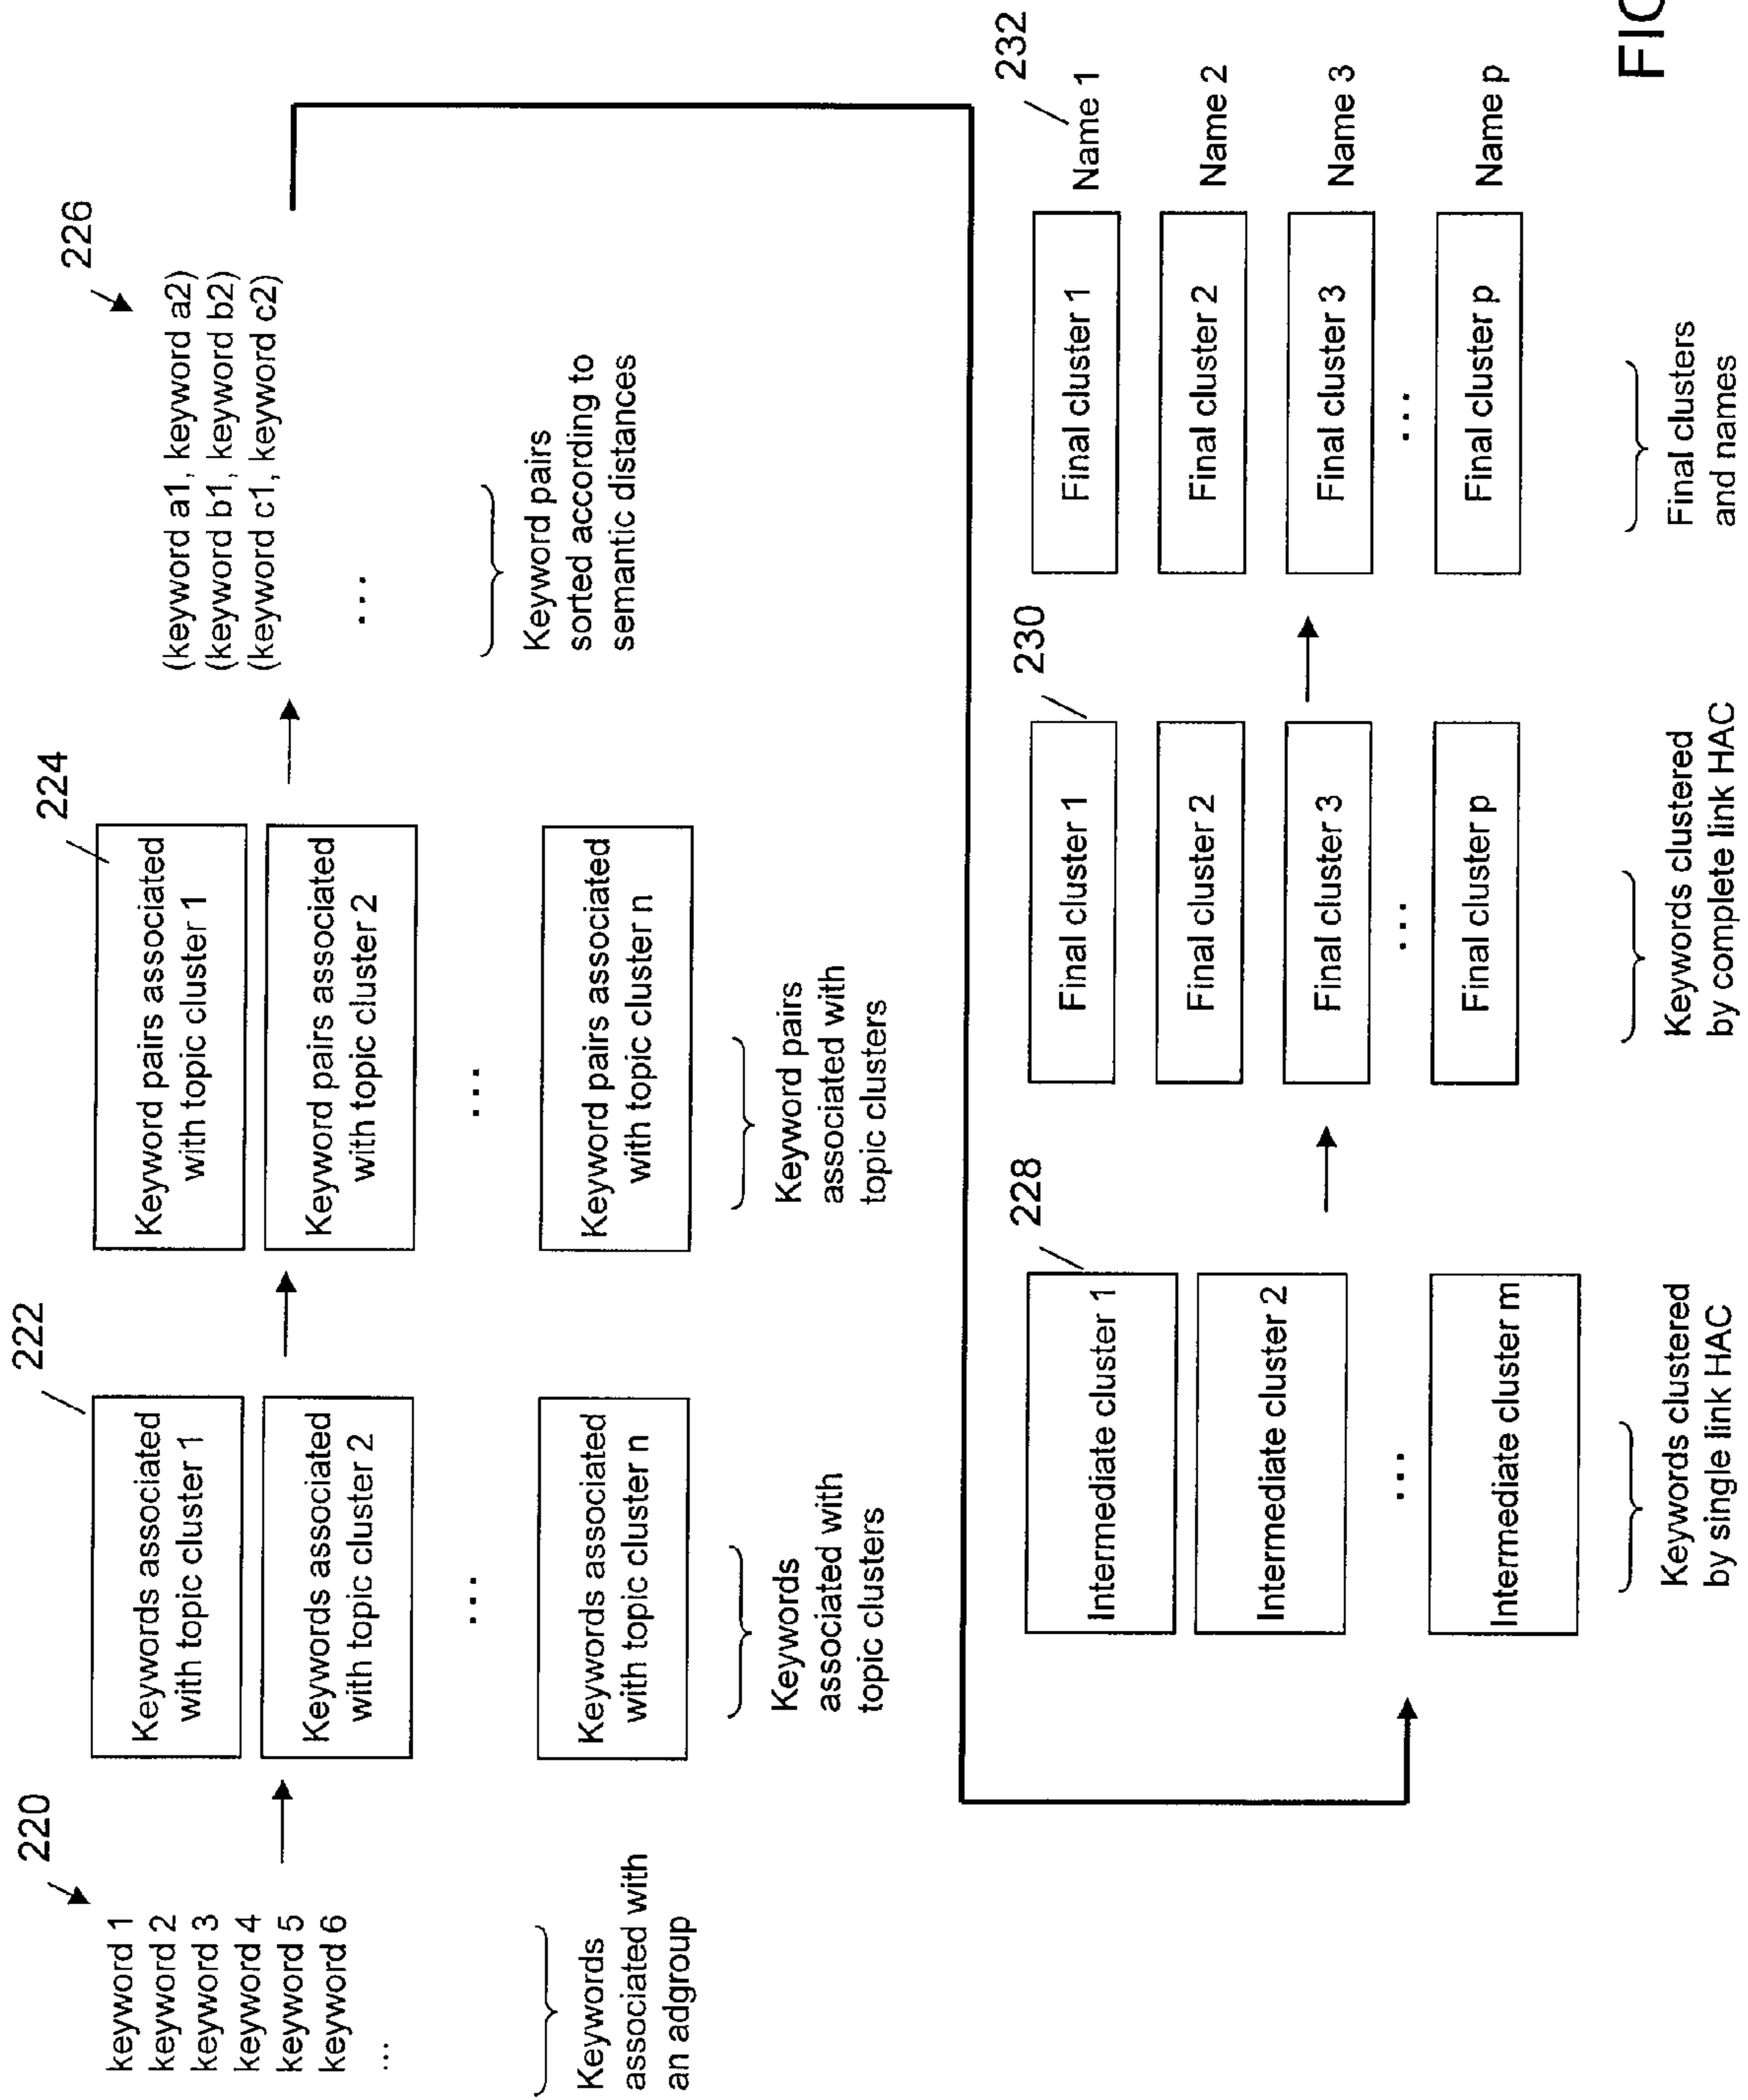 220
keyword 1
keyword 2
keyword 3
keyword 4
keyword 5
keyword 6
...
Keywords
associated with
an adgroup
222
Keywords associated
with topic cluster 1
Keywords associated
with topic cluster 2
...
Keywords associated
with topic cluster n
Keywords
associated with
topic clusters
224
Keyword pairs associated
with topic cluster 1
Keyword pairs associated
with topic cluster 2
...
Keyword pairs associated
with topic cluster n
Keyword pairs
associated with
topic clusters
226
(keyword a1, keyword a2)
(keyword b1, keyword b2)
(keyword c1, keyword c2)
...
Keyword pairs
sorted according to
semantic distances
228
Intermediate cluster 1
Intermediate cluster 2
...
Intermediate cluster m
Keywords clustered
by single link HAC
230
Final cluster 1
Final cluster 2
Final cluster 3
...
Final cluster p
Keywords clustered
by complete link HAC
232
Final cluster 1 Name 1
Final cluster 2 Name 2
Final cluster 3 Name 3
...
Final cluster p Name p
Final clusters
and names